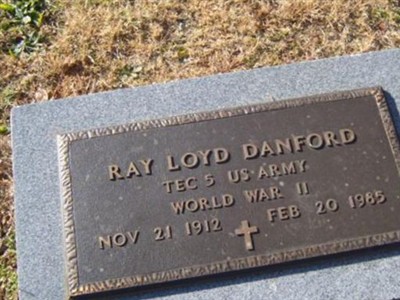 RAY LOYD DANFORD
TEC 5 US ARMY
WORLD WAR II
NOV 21 1912 FEB 20 1985